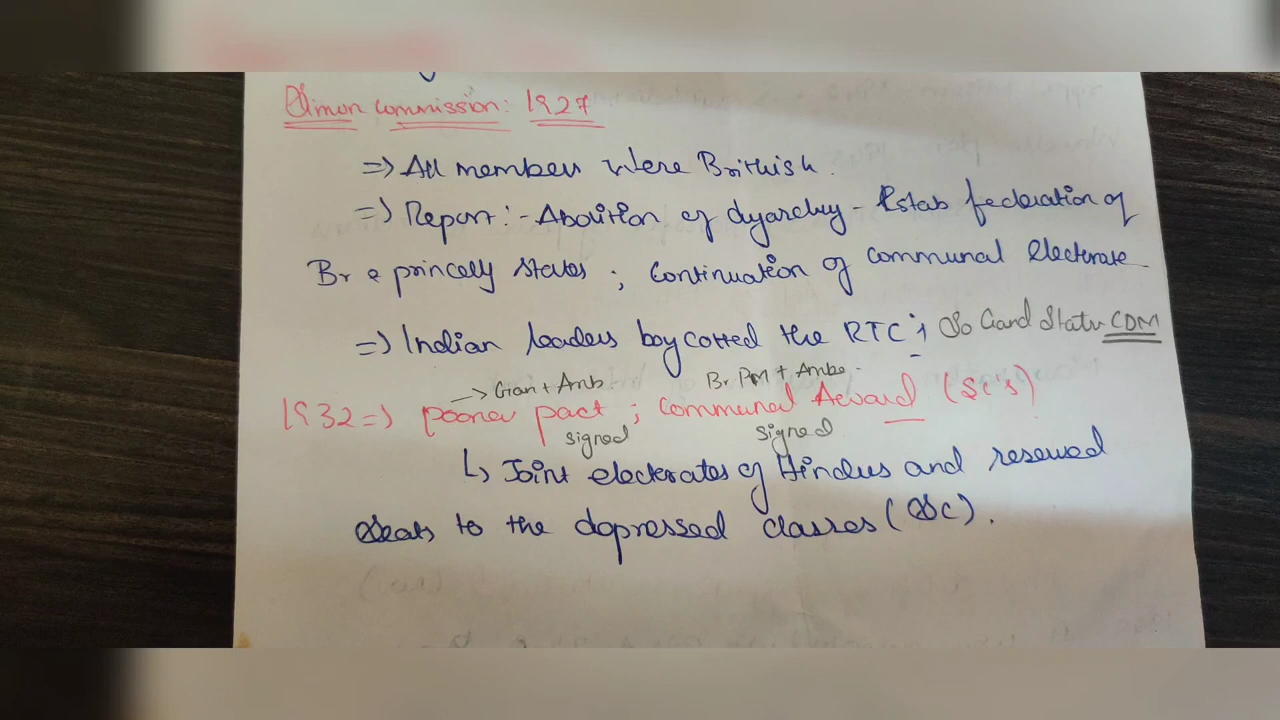 Simon Commission: 1927
=> All members were Brithish.
=> Report:- Abolition of dyarchy - Estab federation of
Br & princely states ; Continuation of communal electorate
=> Indian leaders boycotted the RTC ; So Gand Statu CDM
-> Gan + Amb Br PM + Ambe.
1932 => Poona pact ; Communal Award (SC's)
signed signed
↳ Joint electorates of Hindus and reserved
Seats to the depressed classes (SC).